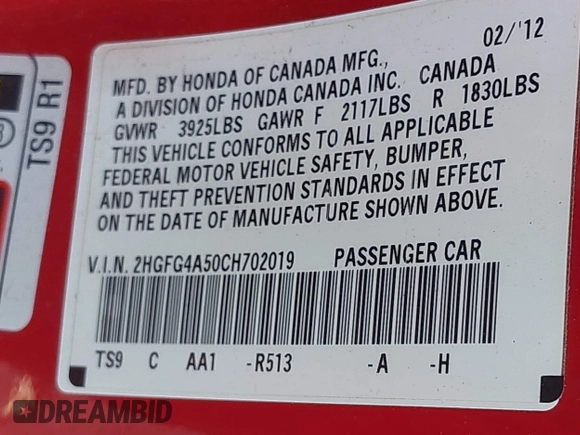 02/'12
MFD. BY HONDA OF CANADA MFG.,
A DIVISION OF HONDA CANADA INC. CANADA
GVWR 3925LBS GAWR F 2117LBS R 1830LBS
THIS VEHICLE CONFORMS TO ALL APPLICABLE
FEDERAL MOTOR VEHICLE SAFETY, BUMPER,
AND THEFT PREVENTION STANDARDS IN EFFECT
ON THE DATE OF MANUFACTURE SHOWN ABOVE.
V.I.N. 2HGFG4A50CH702019 PASSENGER CAR
TS9 C AA1 -R513 -A -H
TS9 R1
DREAMBID